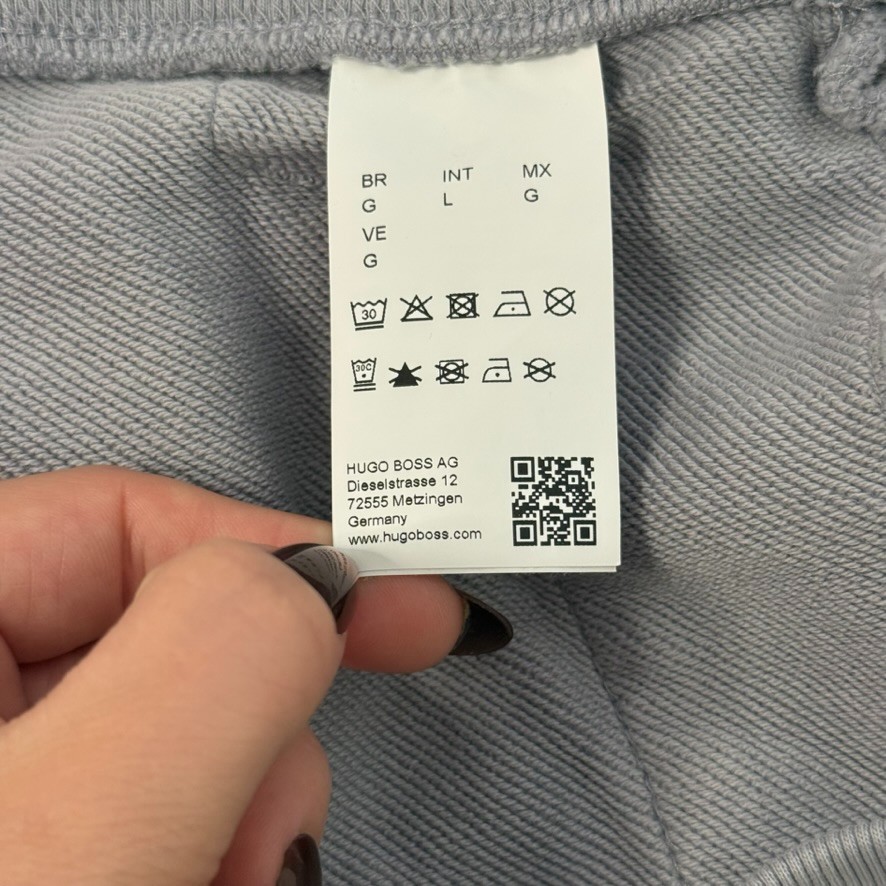 BR INT MX
G L G
VE
G
30
30C
HUGO BOSS AG
Dieselstrasse 12
72555 Metzingen
Germany
www.hugoboss.com